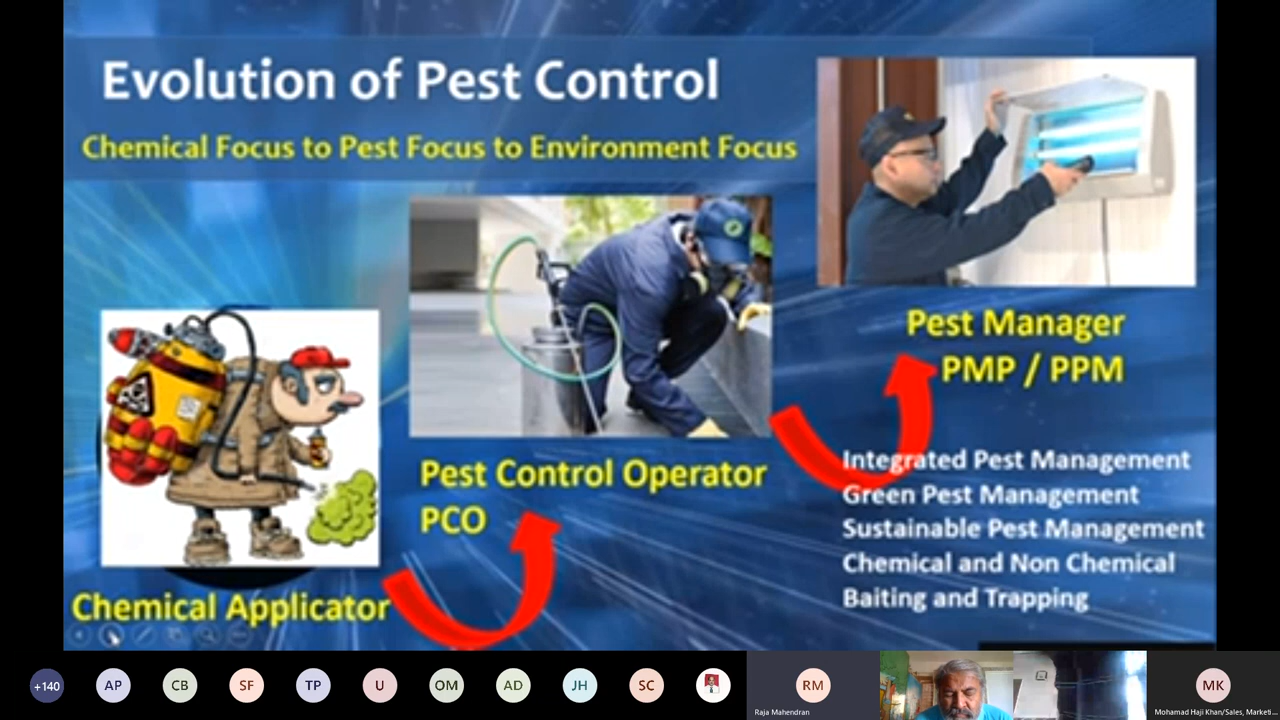 Evolution of Pest Control
Chemical Focus to Pest Focus to Environment Focus
Pest Manager
PMP / PPM
Integrated Pest Management
Green Pest Management
Sustainable Pest Management
Chemical and Non Chemical
Baiting and Trapping
Pest Control Operator
PCO
Chemical Applicator
+140
AP
CB
SF
TP
U
OM
AD
JH
SC
RM
Raja Mahendran
MK
Mohamad Haji Khan/Sales, Marketi...